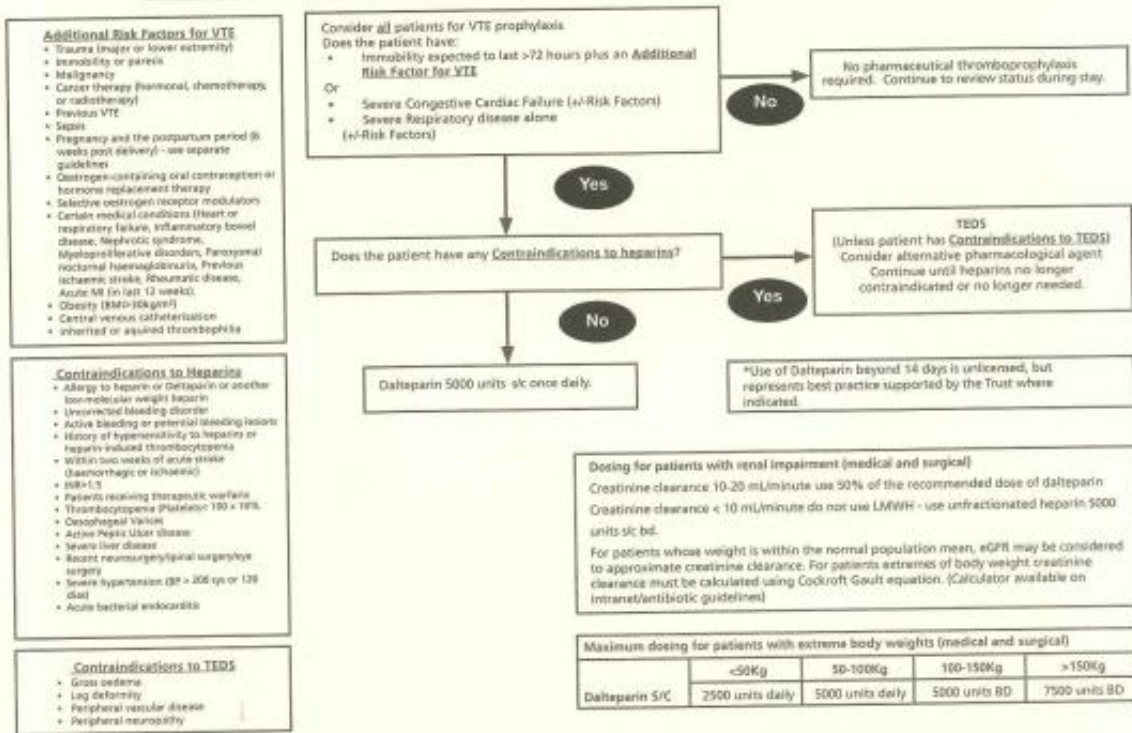 Additional Risk Factors for VTE
• Trauma (major or lower extremity)
• Immobility or paresis
• Malignancy
• Cancer therapy (hormonal, chemotherapy, or radiotherapy)
• Previous VTE
• Sepsis
• Pregnancy and the postpartum period (6
weeks post delivery) - see separate
guidelines
• Oestrogen-containing oral contraception or
hormone replacement therapy
• Selective oestrogen receptor modulators
• Certain medical conditions (Heart or
respiratory failure, Inflammatory bowel
disease, Nephrotic syndrome,
Myeloproliferative disorders, Paroxysmal
nocturnal haemaglobinuria, Previous
ischaemic stroke, Rheumatic disease,
Acute MI (in last 12 weeks).
• Obesity (BMI>30kg/m²)
• Central venous catheterisation
• inherited or aquired thrombophilia
Contraindications to Heparins
• Allergy to heparin or Deltaparin or another
low-molecular weight heparin
• Uncorrected bleeding disorder
• Active bleeding or potential bleeding lesions
• History of hypersensitivity to heparins or
heparin induced thrombocytopenia
• Within two weeks of acute stroke
(haemorrhagic or ischaemic)
• INR>1.5
• Patients receiving therapeutic warfarin
• Thrombocytopenia (Platelets< 100 x
• Oesophageal Varices
• Active Peptic Ulcer disease
• Severe liver disease
• Recent neurosurgery/spinal surgery/eye
surgery
• Severe hypertension (BP > sys or
dias)
• Acute bacterial endocarditis
Contraindications to TEDS
• Gross oedema
• Leg deformity
• Peripheral vascular disease
• Peripheral neuropathy
Consider all patients for VTE prophylaxis
Does the patient have:
• Immobility expected to last >72 hours plus an Additional
Risk Factor for VTE
Or
• Severe Congestive Cardiac Failure (+/-Risk Factors)
• Severe Respiratory disease alone
(+/-Risk Factors)
No
No pharmaceutical thromboprophylaxis
required. Continue to review status during stay.
Yes
Does the patient have any Contraindications to heparins?
Yes
TEDS
(Unless patient has Contraindications to TEDS)
Consider alternative pharmacological agent
Continue until heparins no longer
contraindicated or no longer needed.
No
Dalteparin 5000 units s/c once daily.
*Use of Dalteparin beyond 14 days is unlicensed, but
represents best practice supported by the Trust where
indicated.
Dosing for patients with renal impairment (medical and surgical)
Creatinine clearance 10-20 mL/minute use 50% of the recommended dose of dalteparin
Creatinine clearance < 10 mL/minute do not use LMWH - use unfractionated heparin 5000
units s/c bd.
For patients whose weight is within the normal population mean, eGFR may be considered
to approximate creatinine clearance. For patients extremes of body weight creatinine
clearance must be calculated using Cockroft Gault equation. (Calculator available on
intranet/antibiotic guidelines)
Maximum dosing for patients with extreme body weights (medical and surgical)
<50Kg 50-100Kg 100-150Kg >150Kg
Dalteparin S/C 2500 units daily 5000 units daily 5000 units BD 7500 units BD